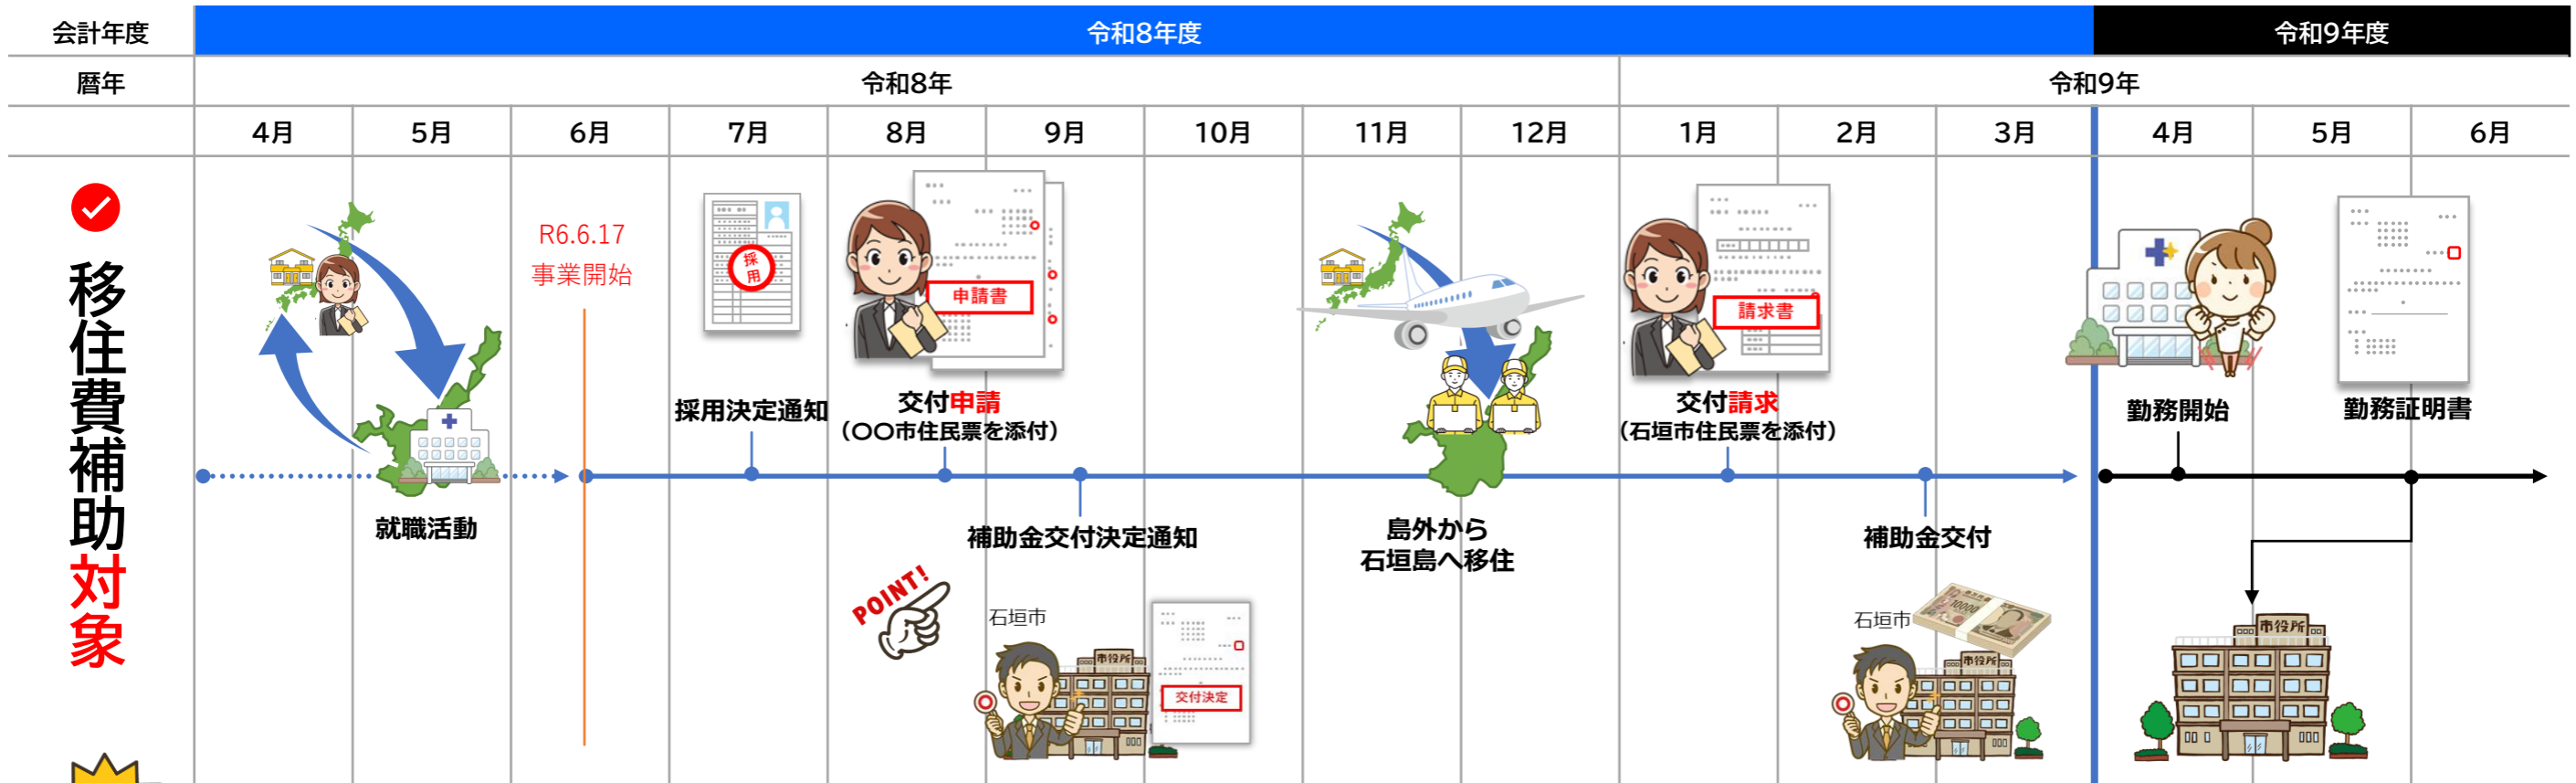 会計年度
令和8年度
令和9年度
暦年
令和8年
令和9年
4月
5月
6月
7月
8月
9月
10月
11月
12月
1月
2月
3月
4月
5月
6月
移住費補助対象
R6.6.17
事業開始
採用
申請書
請求書
採用決定通知
交付申請
(〇〇市住民票を添付)
交付請求
(石垣市住民票を添付)
勤務開始
勤務証明書
就職活動
補助金交付決定通知
島外から
石垣島へ移住
補助金交付
POINT!
石垣市
市役所
交付決定
石垣市
10000
市役所
市役所